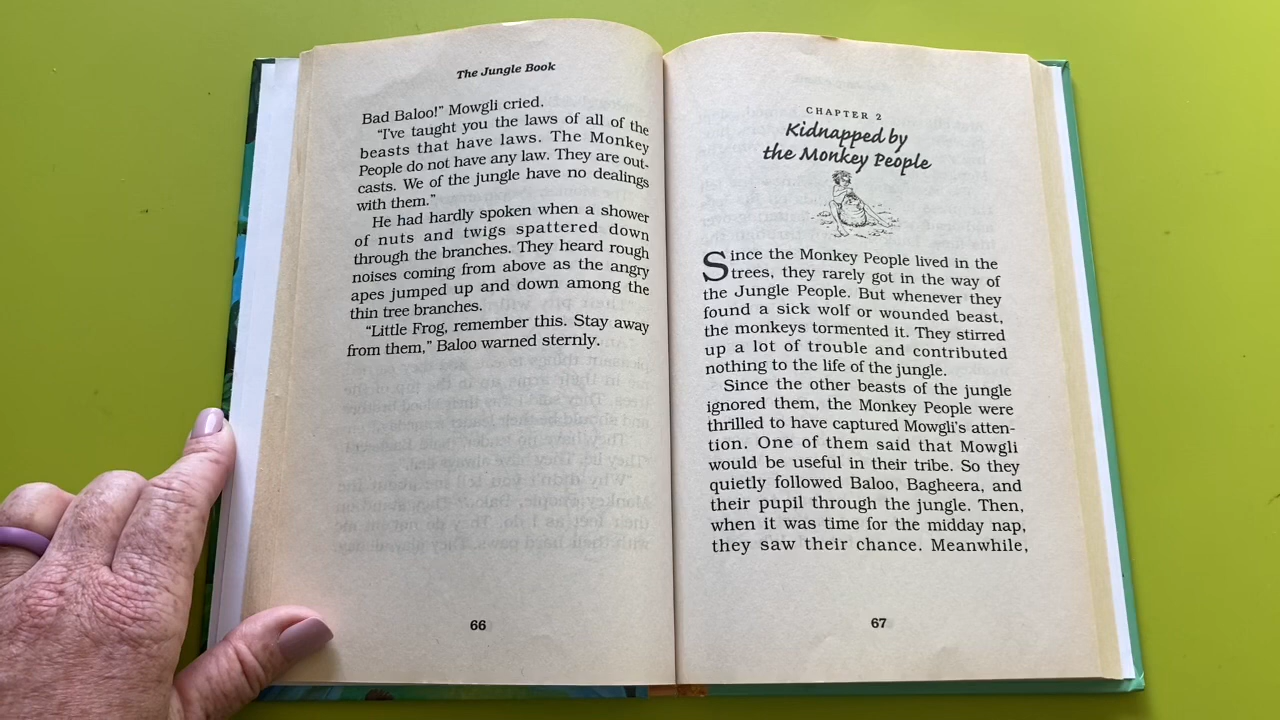 The Jungle Book
Bad Baloo!” Mowgli cried.
“I’ve taught you the laws of all of the
beasts that have laws. The Monkey
People do not have any law. They are out-
casts. We of the jungle have no dealings
with them.”
He had hardly spoken when a shower
of nuts and twigs spattered down
through the branches. They heard rough
noises coming from above as the angry
apes jumped up and down among the
thin tree branches.
“Little Frog, remember this. Stay away
from them,” Baloo warned sternly.
66
CHAPTER 2
Kidnapped by
the Monkey People
Since the Monkey People lived in the
trees, they rarely got in the way of
the Jungle People. But whenever they
found a sick wolf or wounded beast,
the monkeys tormented it. They stirred
up a lot of trouble and contributed
nothing to the life of the jungle.
Since the other beasts of the jungle
ignored them, the Monkey People were
thrilled to have captured Mowgli’s atten-
tion. One of them said that Mowgli
would be useful in their tribe. So they
quietly followed Baloo, Bagheera, and
their pupil through the jungle. Then,
when it was time for the midday nap,
they saw their chance. Meanwhile,
67